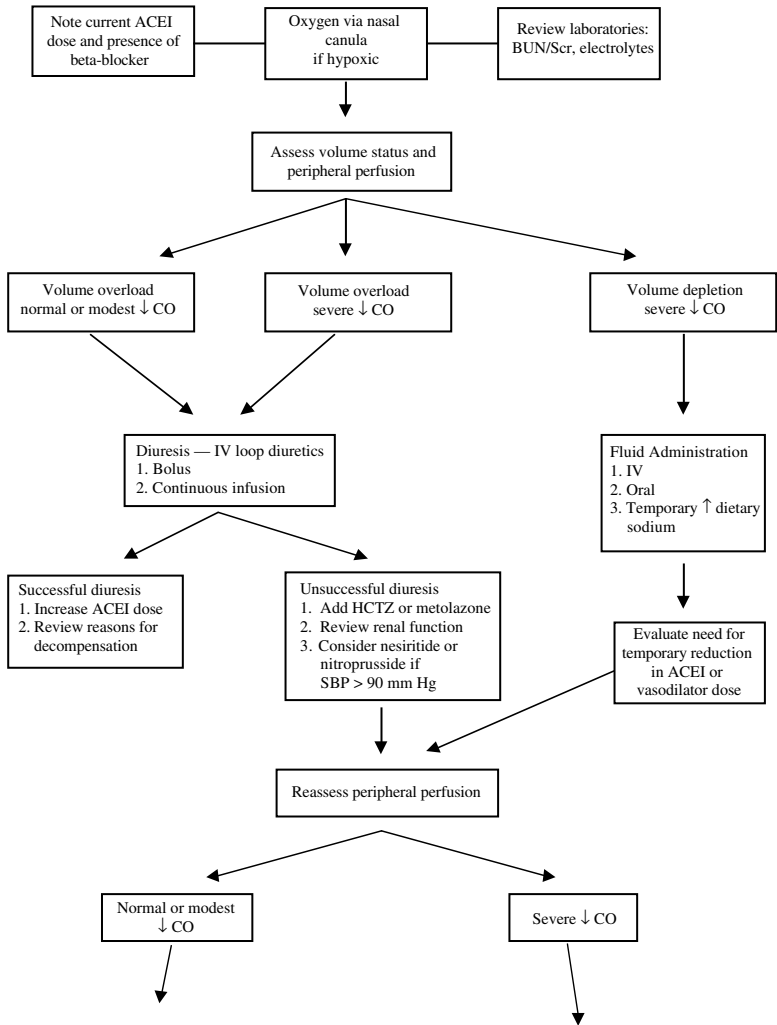 Note current ACEI
dose and presence of
beta-blocker
Oxygen via nasal
canula
if hypoxic
Review laboratories:
BUN/Scr, electrolytes
Assess volume status and
peripheral perfusion
Volume overload
normal or modest ↓ CO
Volume overload
severe ↓ CO
Volume depletion
severe ↓ CO
Diuresis — IV loop diuretics
1. Bolus
2. Continuous infusion
Fluid Administration
1. IV
2. Oral
3. Temporary ↑ dietary
sodium
Successful diuresis
1. Increase ACEI dose
2. Review reasons for
decompensation
Unsuccessful diuresis
1. Add HCTZ or metolazone
2. Review renal function
3. Consider nesiritide or
nitroprusside if
SBP > 90 mm Hg
Evaluate need for
temporary reduction
in ACEI or
vasodilator dose
Reassess peripheral perfusion
Normal or modest
↓ CO
Severe ↓ CO